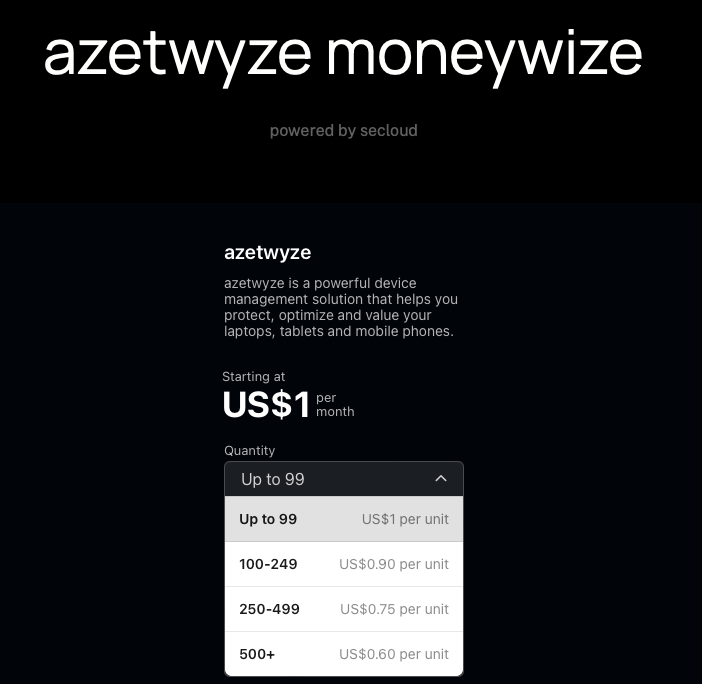 azetwyze moneywize
powered by secloud
azetwyze
azetwyze is a powerful device
management solution that helps you
protect, optimize and value your
laptops, tablets and mobile phones.
Starting at
US$1 per
month
Quantity
Up to 99
Up to 99 US$1 per unit
100-249 US$0.90 per unit
250-499 US$0.75 per unit
500+ US$0.60 per unit